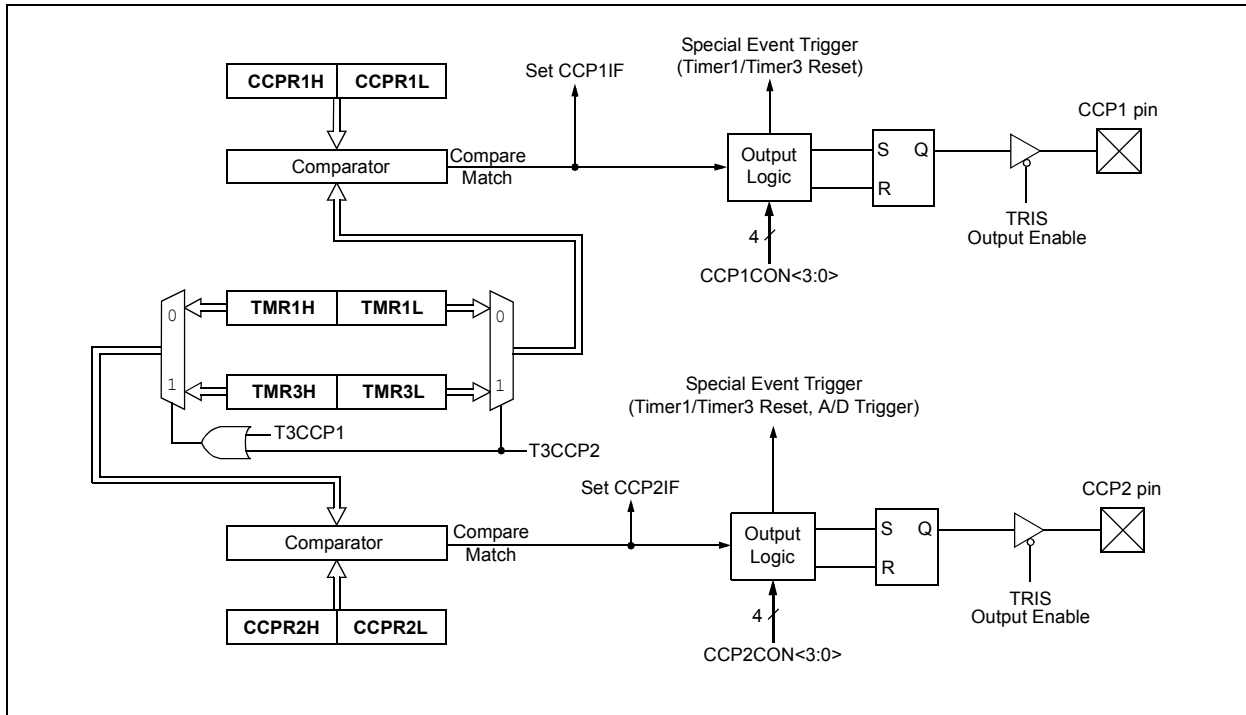 Special Event Trigger
(Timer1/Timer3 Reset)
Set CCP1IF
CCPR1H CCPR1L
CCP1 pin
Comparator
Compare
Match
Output
Logic
S Q
R
TRIS
Output Enable
4
CCP1CON<3:0>
0 TMR1H TMR1L 0
1 TMR3H TMR3L 1
T3CCP1
T3CCP2
Special Event Trigger
(Timer1/Timer3 Reset, A/D Trigger)
Set CCP2IF
CCP2 pin
Comparator
Compare
Match
Output
Logic
S Q
R
TRIS
Output Enable
4
CCPR2H CCPR2L
CCP2CON<3:0>